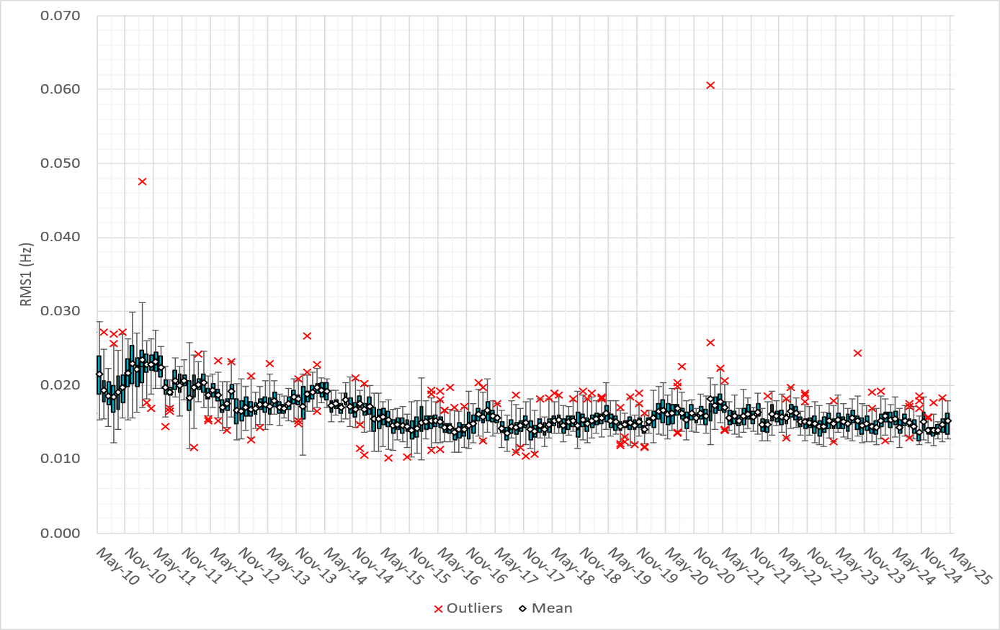 0.070
0.060
0.050
0.040
0.030
0.020
0.010
0.000
RMS1 (Hz)
May-10
Nov-10
May-11
Nov-11
May-12
Nov-12
May-13
Nov-13
May-14
Nov-14
May-15
Nov-15
May-16
Nov-16
May-17
Nov-17
May-18
Nov-18
May-19
Nov-19
May-20
Nov-20
May-21
Nov-21
May-22
Nov-22
May-23
Nov-23
May-24
Nov-24
May-25
Outliers
Mean